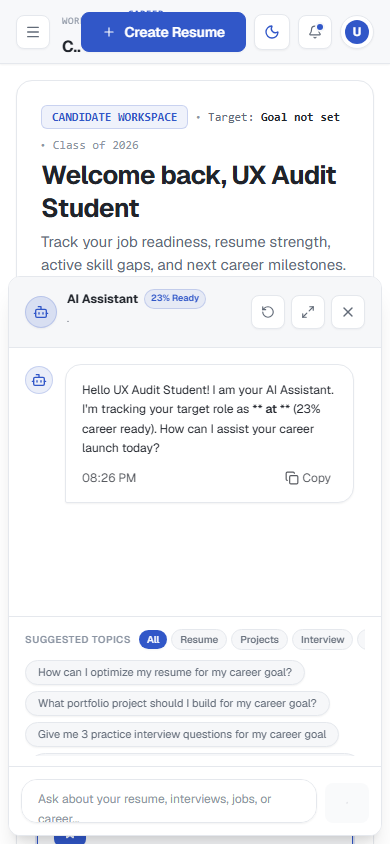 C..
Create Resume
U
CANDIDATE WORKSPACE • Target: Goal not set
• Class of 2026
Welcome back, UX Audit
Student
Track your job readiness, resume strength,
active skill gaps, and next career milestones.
AI Assistant 23% Ready
Hello UX Audit Student! I am your AI Assistant.
I'm tracking your target role as ** at ** (23%
career ready). How can I assist your career
launch today?
08:26 PM Copy
SUGGESTED TOPICS All Resume Projects Interview
How can I optimize my resume for my career goal?
What portfolio project should I build for my career goal?
Give me 3 practice interview questions for my career goal
Ask about your resume, interviews, jobs, or
career...